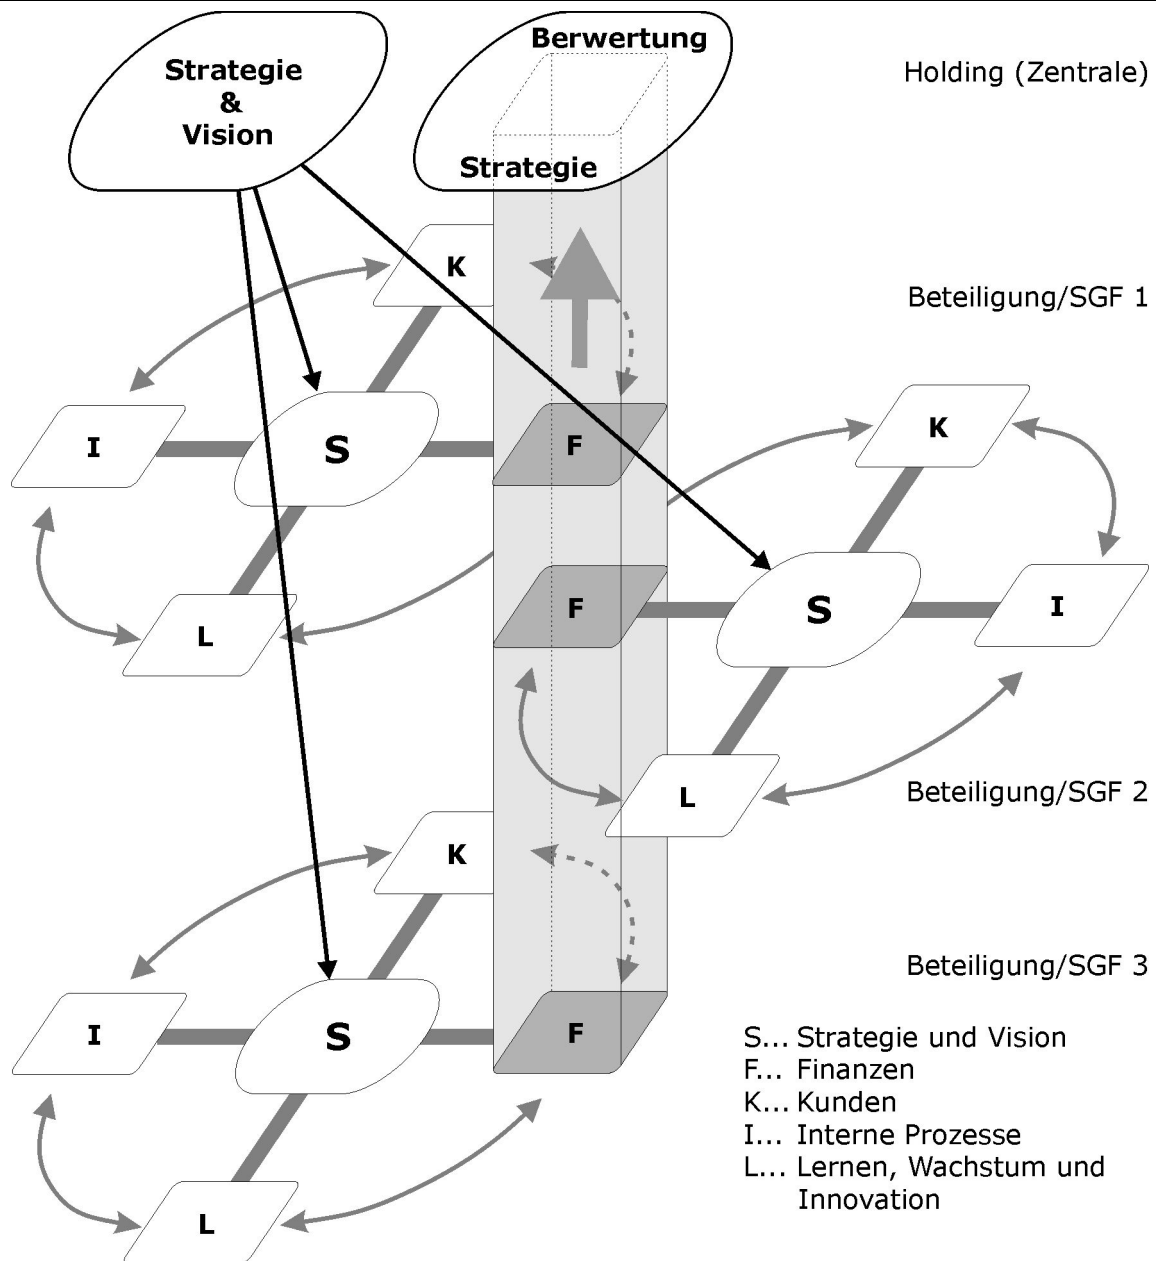 Strategie
&
Vision
Berwertung
Strategie
Holding (Zentrale)
K
Beteiligung/SGF 1
I
S
F
K
L
F
S
I
L
Beteiligung/SGF 2
K
Beteiligung/SGF 3
I
S
F
L
S... Strategie und Vision
F... Finanzen
K... Kunden
I... Interne Prozesse
L... Lernen, Wachstum und
Innovation